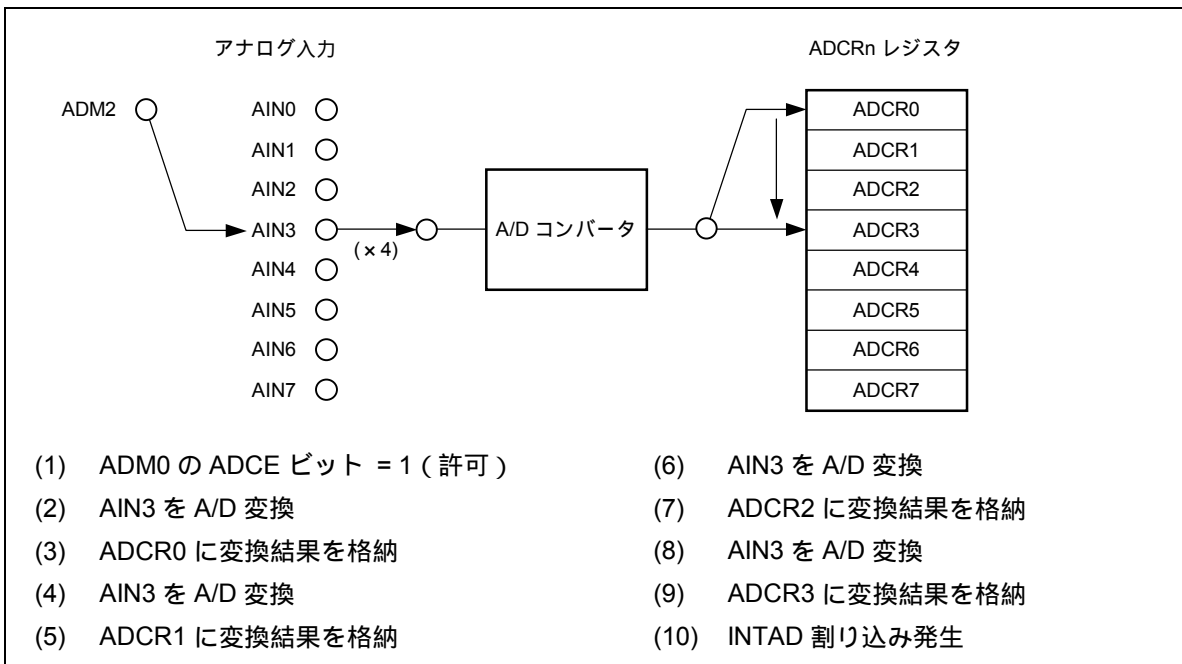 アナログ入力
ADCRn レジスタ
ADM2
AIN0
AIN1
AIN2
AIN3
(×4)
AIN4
AIN5
AIN6
AIN7
A/D コンバータ
ADCR0
ADCR1
ADCR2
ADCR3
ADCR4
ADCR5
ADCR6
ADCR7
(1) ADM0 の ADCE ビット = 1(許可)
(2) AIN3 を A/D 変換
(3) ADCR0 に変換結果を格納
(4) AIN3 を A/D 変換
(5) ADCR1 に変換結果を格納
(6) AIN3 を A/D 変換
(7) ADCR2 に変換結果を格納
(8) AIN3 を A/D 変換
(9) ADCR3 に変換結果を格納
(10) INTAD 割り込み発生